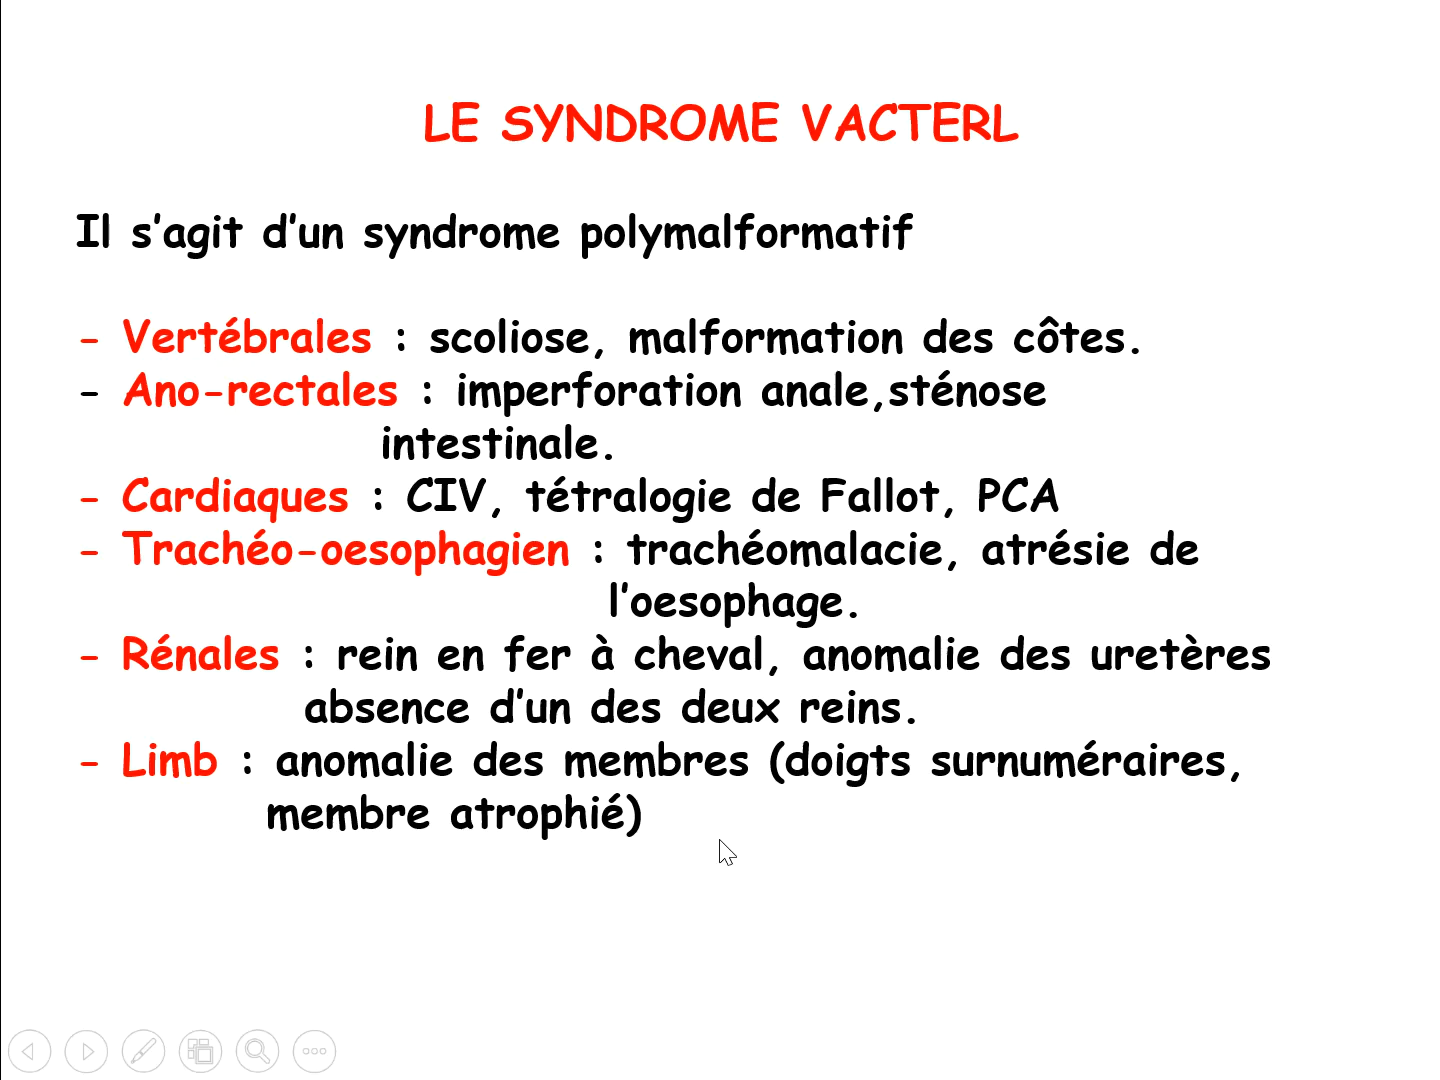 LE SYNDROME VACTERL
Il s’agit d’un syndrome polymalformatif
- Vertébrales : scoliose, malformation des côtes.
- Ano-rectales : imperforation anale,sténose
intestinale.
- Cardiaques : CIV, tétralogie de Fallot, PCA
- Trachéo-oesophagien : trachéomalacie, atrésie de
l’oesophage.
- Rénales : rein en fer à cheval, anomalie des uretères
absence d’un des deux reins.
- Limb : anomalie des membres (doigts surnuméraires,
membre atrophié)